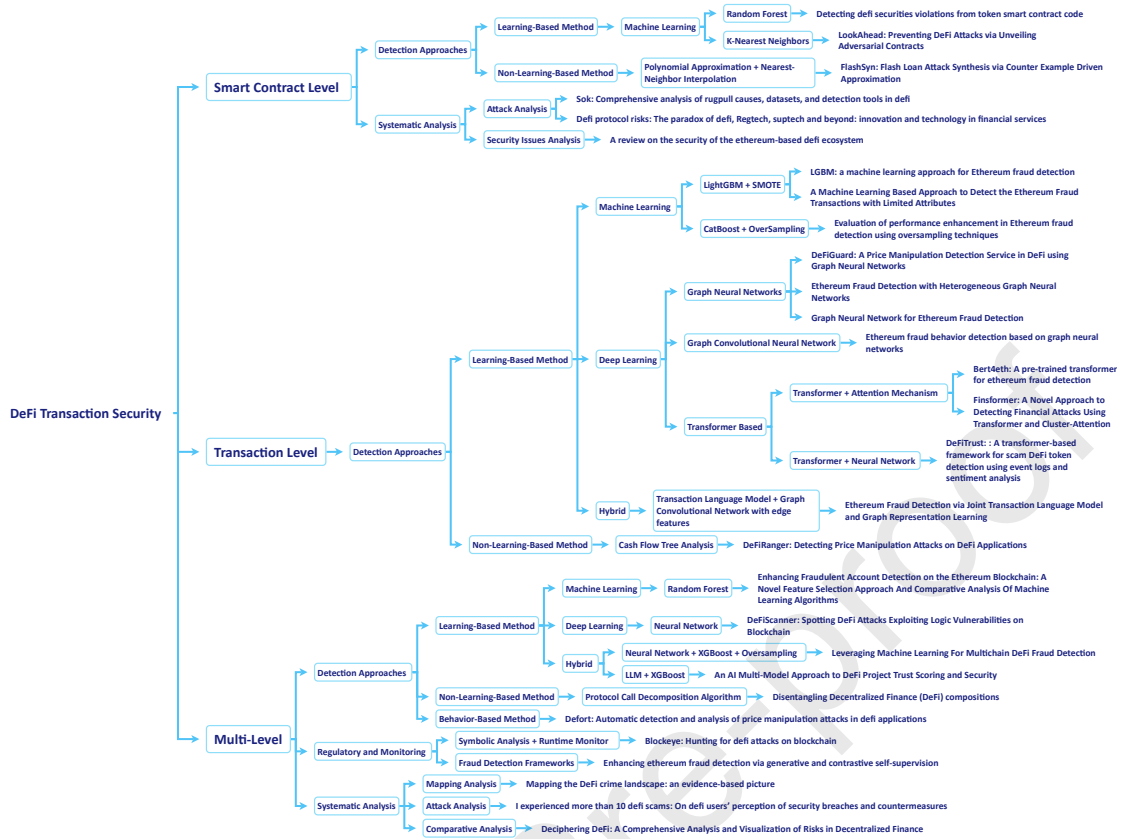 DeFi Transaction Security
Smart Contract Level
Detection Approaches
Learning-Based Method
Machine Learning
Random Forest
Detecting defi securities violations from token smart contract code
K-Nearest Neighbors
LookAhead: Preventing DeFi Attacks via Unveiling
Adversarial Contracts
Non-Learning-Based Method
Polynomial Approximation + Nearest-
Neighbor Interpolation
FlashSyn: Flash Loan Attack Synthesis via Counter Example Driven
Approximation
Systematic Analysis
Attack Analysis
Sok: Comprehensive analysis of rugpull causes, datasets, and detection tools in defi
Defi protocol risks: The paradox of defi, Regtech, suptech and beyond: innovation and technology in financial services
Security Issues Analysis
A review on the security of the ethereum-based defi ecosystem
Transaction Level
Detection Approaches
Learning-Based Method
Machine Learning
LightGBM + SMOTE
LGBM: a machine learning approach for Ethereum fraud detection
A Machine Learning Based Approach to Detect the Ethereum Fraud
Transactions with Limited Attributes
CatBoost + OverSampling
Evaluation of performance enhancement in Ethereum fraud
detection using oversampling techniques
Deep Learning
Graph Neural Networks
DeFiGuard: A Price Manipulation Detection Service in DeFi using
Graph Neural Networks
Ethereum Fraud Detection with Heterogeneous Graph Neural
Networks
Graph Neural Network for Ethereum Fraud Detection
Graph Convolutional Neural Network
Ethereum fraud behavior detection based on graph neural
networks
Transformer Based
Transformer + Attention Mechanism
Bert4eth: A pre-trained transformer
for ethereum fraud detection
Finsformer: A Novel Approach to
Detecting Financial Attacks Using
Transformer and Cluster-Attention
Transformer + Neural Network
DeFiTrust: : A transformer-based
framework for scam DeFi token
detection using event logs and
sentiment analysis
Hybrid
Transaction Language Model + Graph
Convolutional Network with edge
features
Ethereum Fraud Detection via Joint Transaction Language Model
and Graph Representation Learning
Non-Learning-Based Method
Cash Flow Tree Analysis
DeFiRanger: Detecting Price Manipulation Attacks on DeFi Applications
Multi-Level
Detection Approaches
Learning-Based Method
Machine Learning
Random Forest
Enhancing Fraudulent Account Detection on the Ethereum Blockchain: A
Novel Feature Selection Approach And Comparative Analysis Of Machine
Learning Algorithms
Deep Learning
Neural Network
DeFiScanner: Spotting DeFi Attacks Exploiting Logic Vulnerabilities on
Blockchain
Hybrid
Neural Network + XGBoost + Oversampling
Leveraging Machine Learning For Multichain DeFi Fraud Detection
LLM + XGBoost
An AI Multi-Model Approach to DeFi Project Trust Scoring and Security
Non-Learning-Based Method
Protocol Call Decomposition Algorithm
Disentangling Decentralized Finance (DeFi) compositions
Behavior-Based Method
Defort: Automatic detection and analysis of price manipulation attacks in defi applications
Regulatory and Monitoring
Symbolic Analysis + Runtime Monitor
Blockeye: Hunting for defi attacks on blockchain
Fraud Detection Frameworks
Enhancing ethereum fraud detection via generative and contrastive self-supervision
Systematic Analysis
Mapping Analysis
Mapping the DeFi crime landscape: an evidence-based picture
Attack Analysis
I experienced more than 10 defi scams: On defi users' perception of security breaches and countermeasures
Comparative Analysis
Deciphering DeFi: A Comprehensive Analysis and Visualization of Risks in Decentralized Finance
re-proof